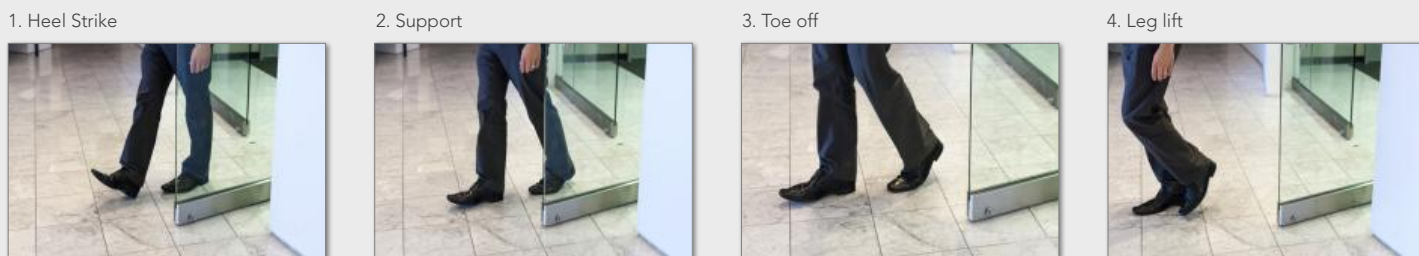 1. Heel Strike
2. Support
3. Toe off
4. Leg lift